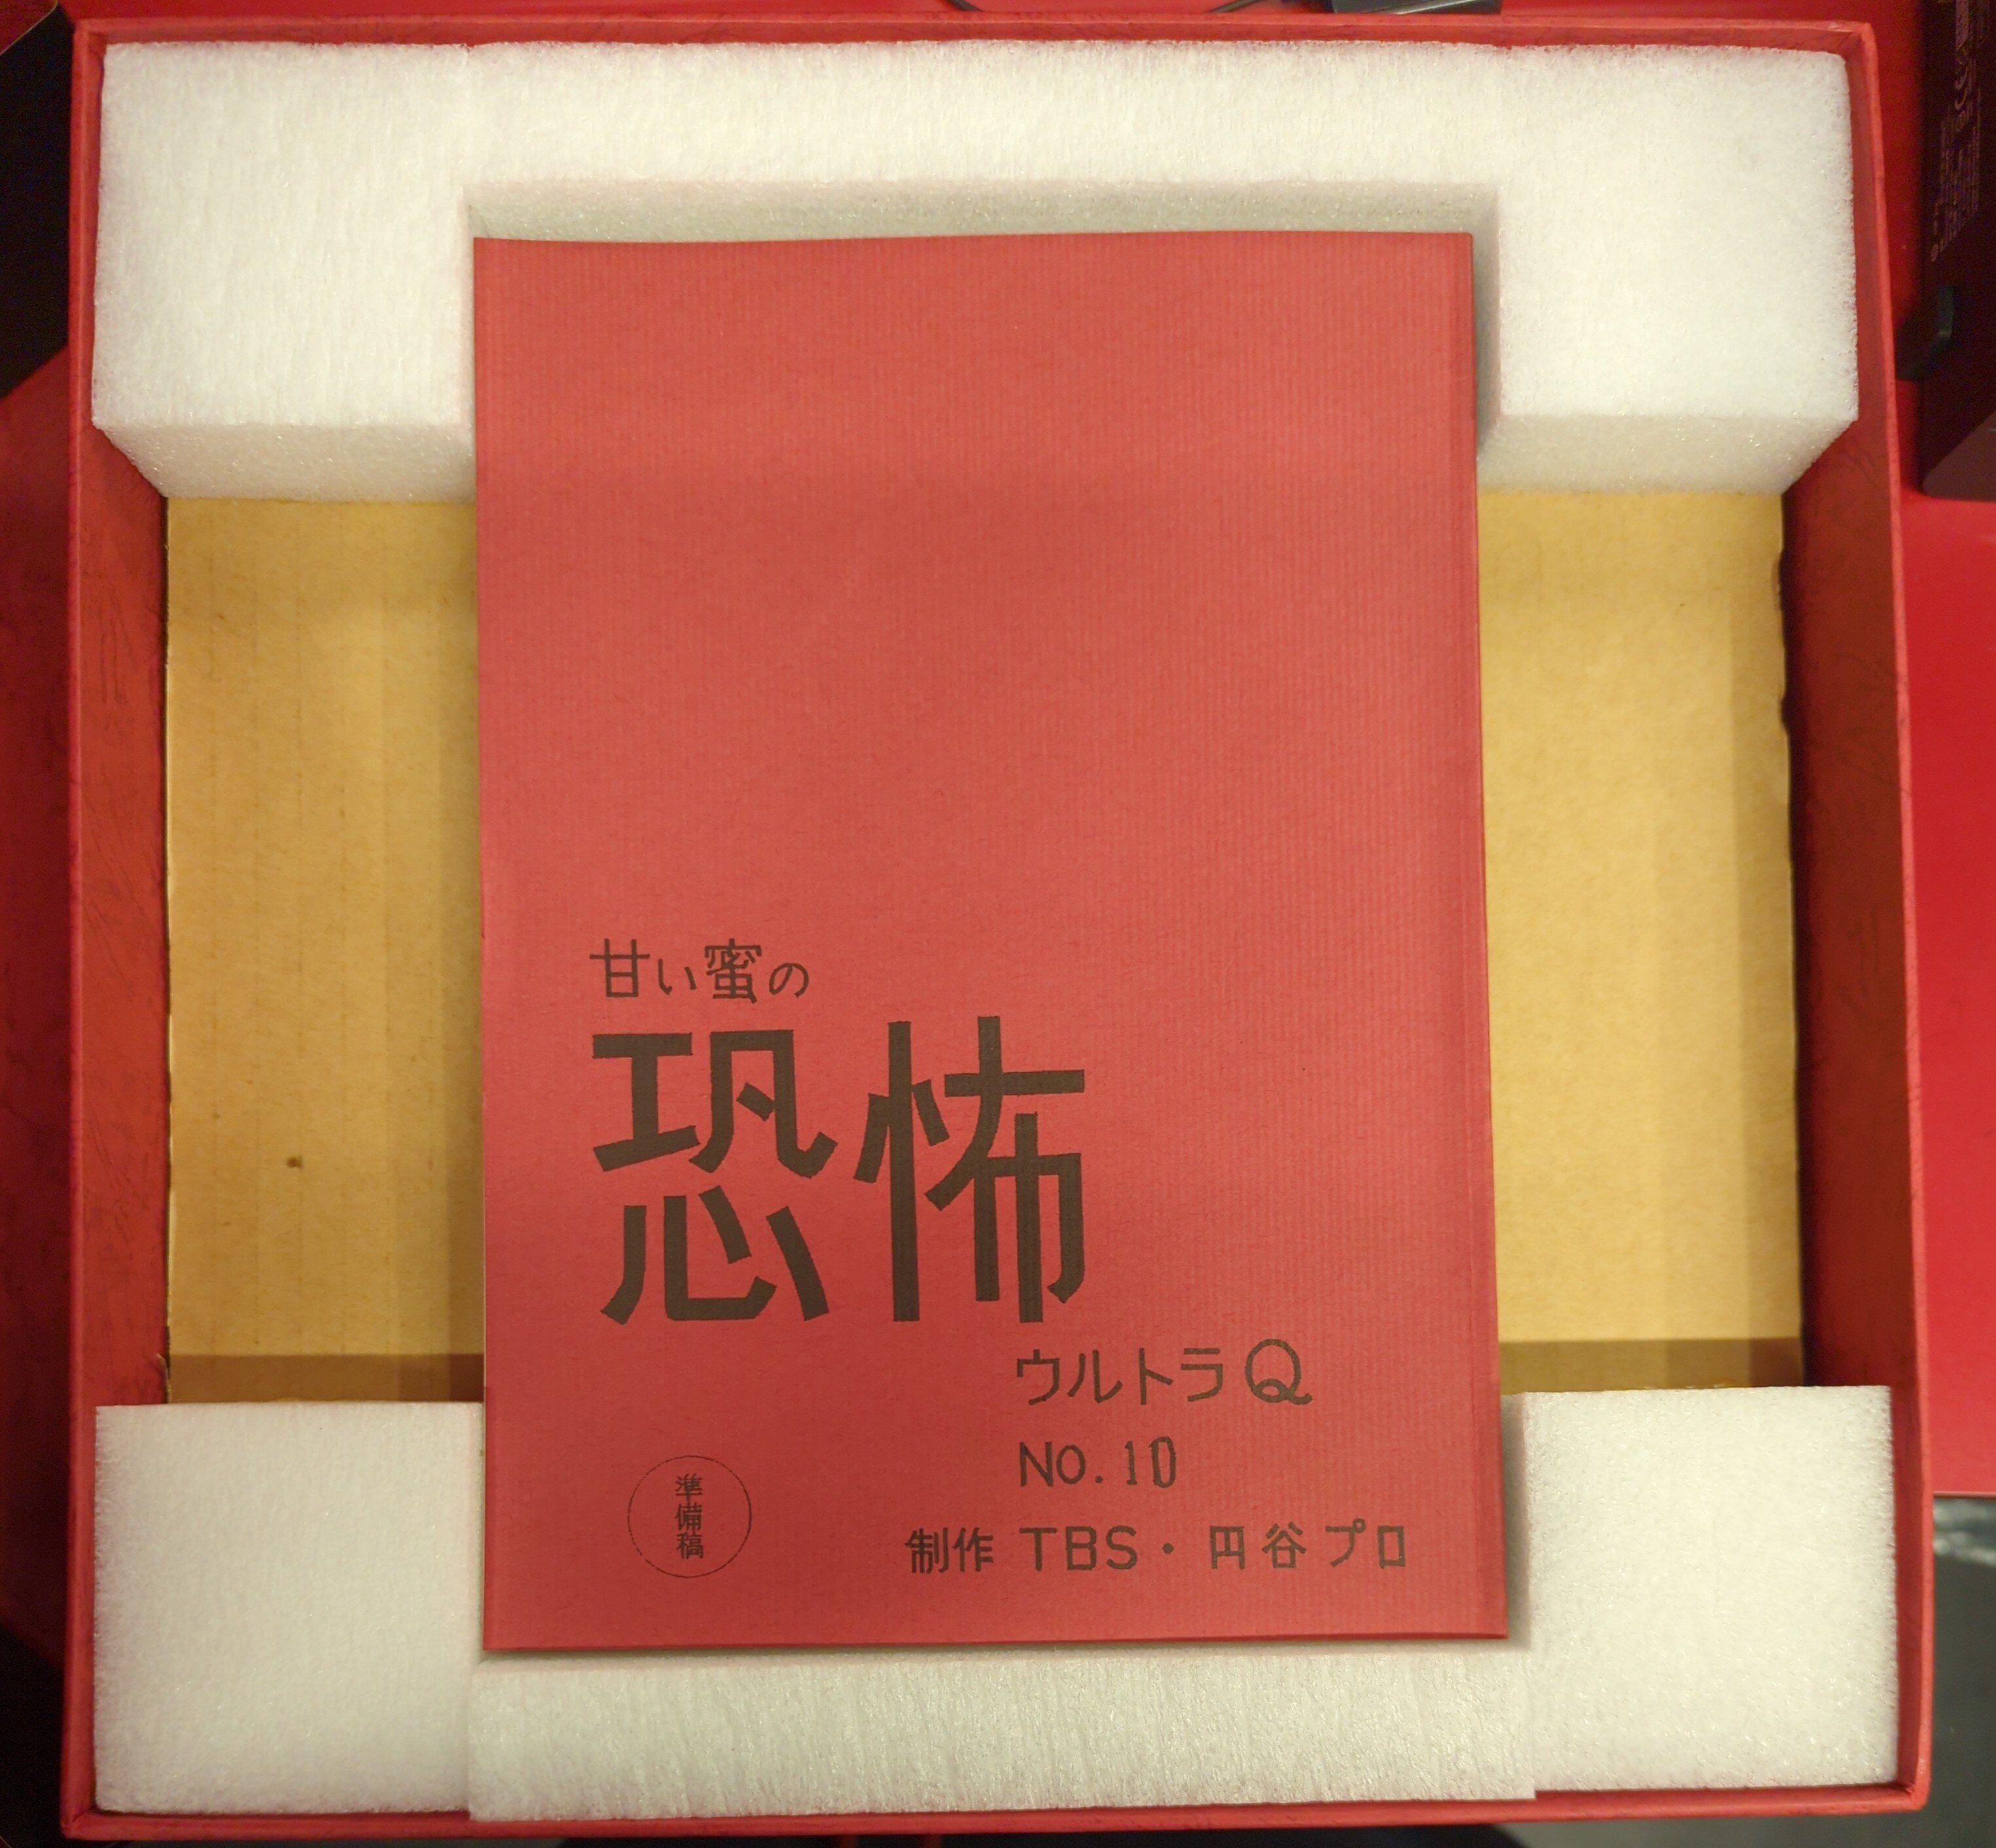 甘い蜜の
恐怖
ウルトラQ
No.10
準備稿
制作 TBS・円谷プロ